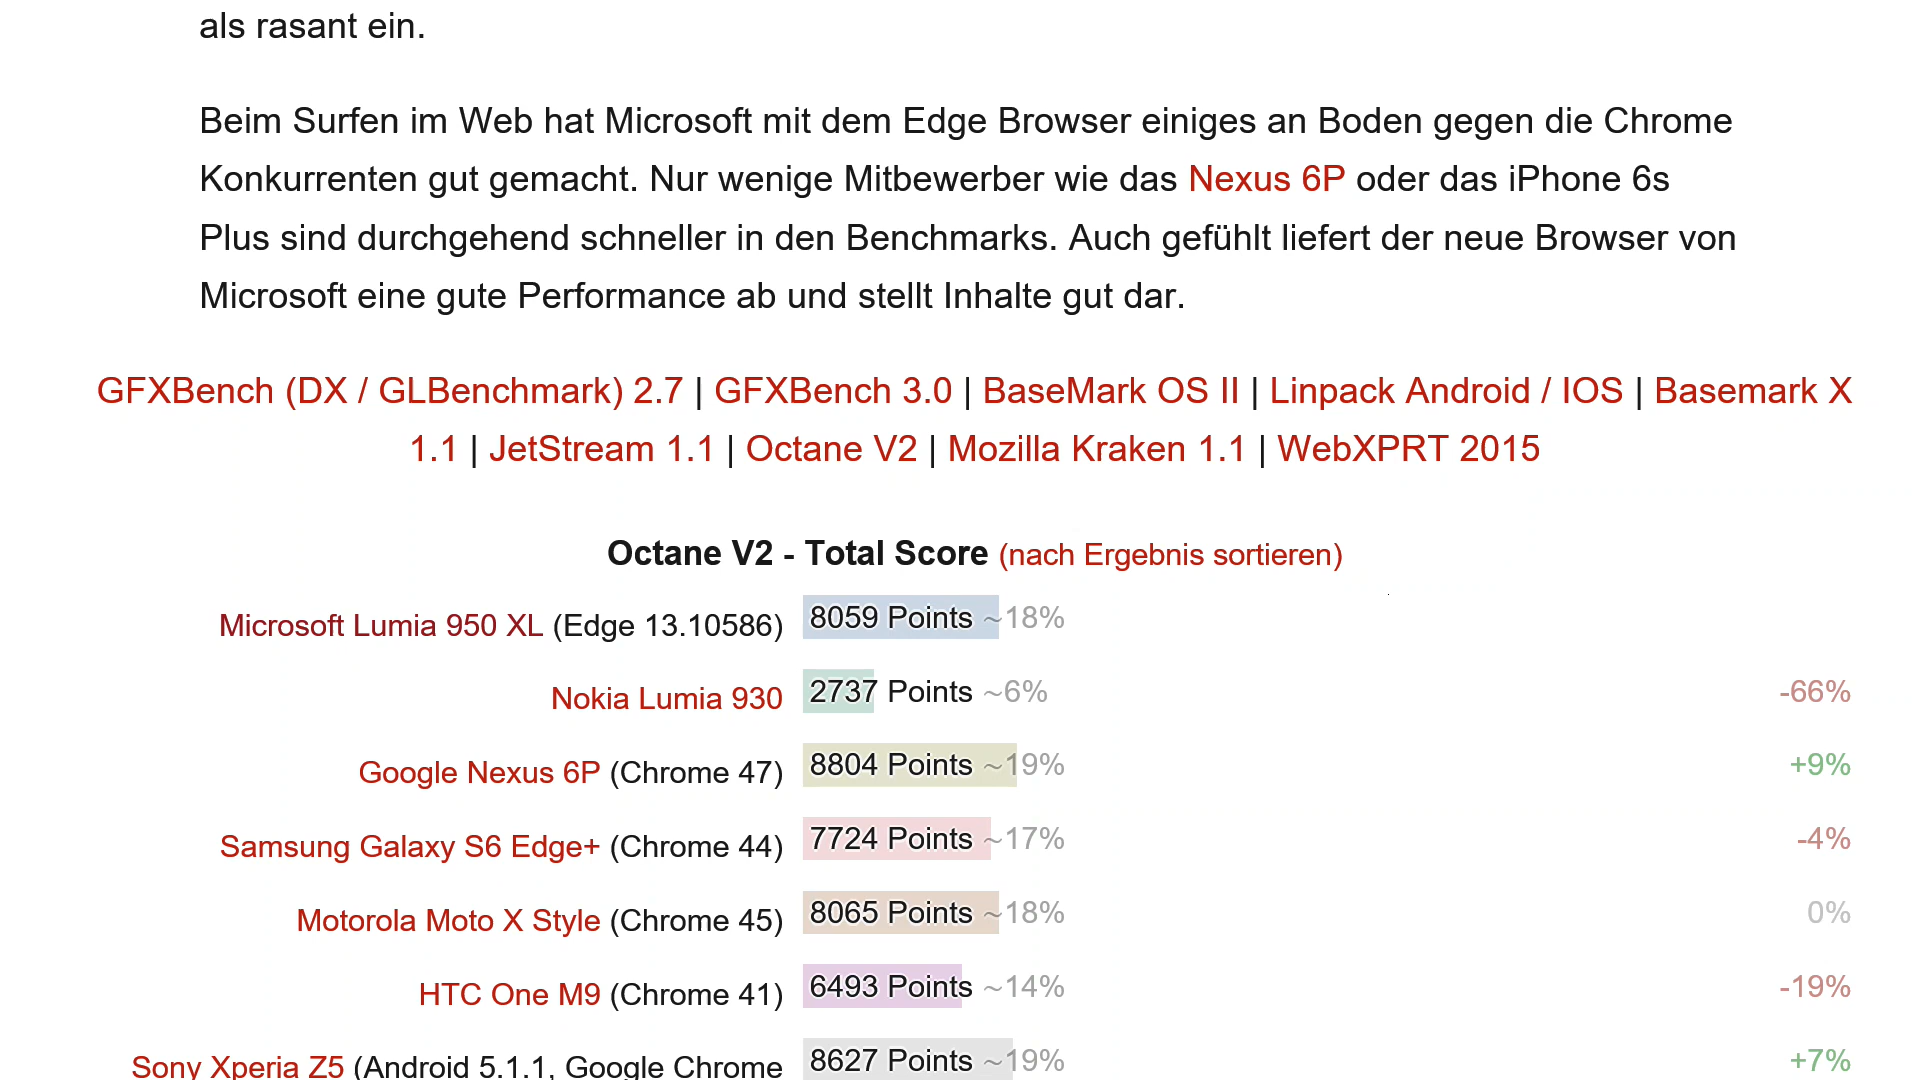 als rasant ein.
Beim Surfen im Web hat Microsoft mit dem Edge Browser einiges an Boden gegen die Chrome
Konkurrenten gut gemacht. Nur wenige Mitbewerber wie das Nexus 6P oder das iPhone 6s
Plus sind durchgehend schneller in den Benchmarks. Auch gefühlt liefert der neue Browser von
Microsoft eine gute Performance ab und stellt Inhalte gut dar.
GFXBench (DX / GLBenchmark) 2.7 | GFXBench 3.0 | BaseMark OS II | Linpack Android / IOS | Basemark X
1.1 | JetStream 1.1 | Octane V2 | Mozilla Kraken 1.1 | WebXPRT 2015
Octane V2 - Total Score (nach Ergebnis sortieren)
Microsoft Lumia 950 XL (Edge 13.10586) 8059 Points ~18%
Nokia Lumia 930 2737 Points ~6% -66%
Google Nexus 6P (Chrome 47) 8804 Points ~19% +9%
Samsung Galaxy S6 Edge+ (Chrome 44) 7724 Points ~17% -4%
Motorola Moto X Style (Chrome 45) 8065 Points ~18% 0%
HTC One M9 (Chrome 41) 6493 Points ~14% -19%
Sony Xperia Z5 (Android 5.1.1, Google Chrome 8627 Points ~19% +7%